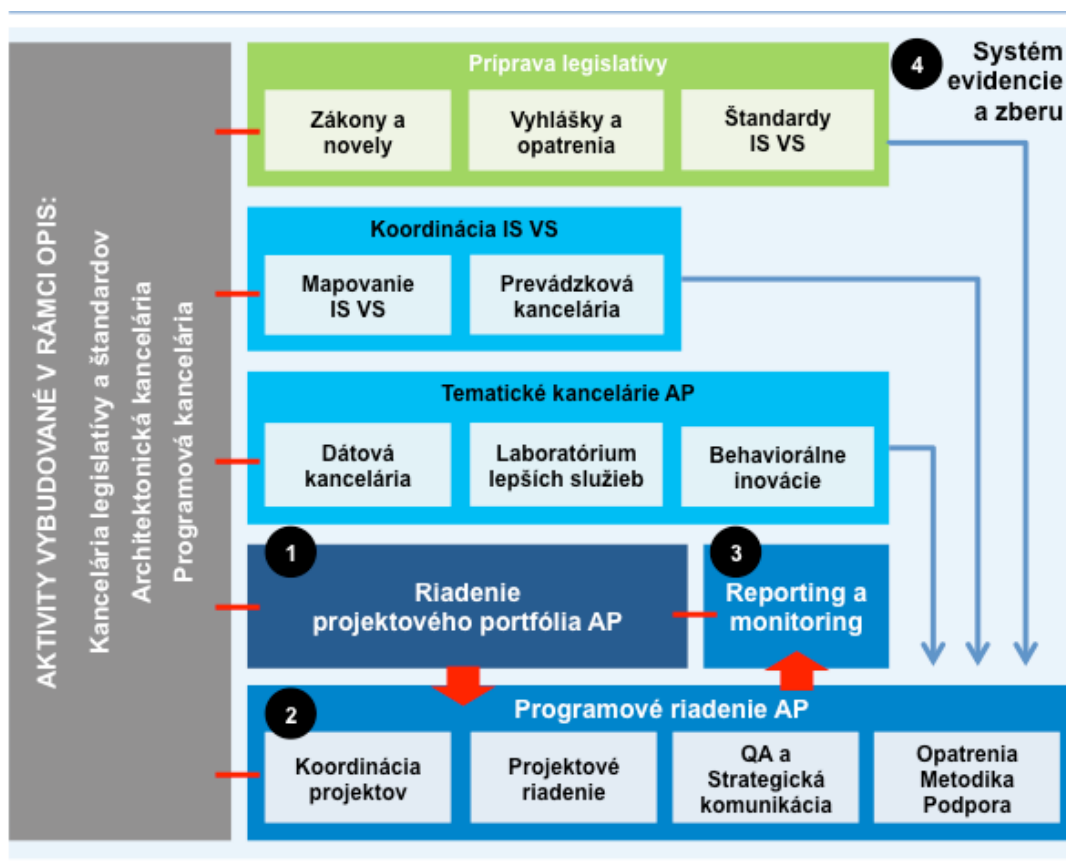 AKTIVITY VYBUDOVANÉ V RÁMCI OPIS:
Kancelária legislatívy a štandardov
Architektonická kancelária
Programová kancelária
Príprava legislatívy
Zákony a
novely
Vyhlášky a
opatrenia
Štandardy
IS VS
4
Systém
evidencie
a zberu
Koordinácia IS VS
Mapovanie
IS VS
Prevádzková
kancelária
Tematické kancelárie AP
Dátová
kancelária
Laboratórium
lepších služieb
Behaviorálne
inovácie
1
Riadenie
projektového portfólia AP
3
Reporting a
monitoring
2
Programové riadenie AP
Koordinácia
projektov
Projektové
riadenie
QA a
Strategická
komunikácia
Opatrenia
Metodika
Podpora